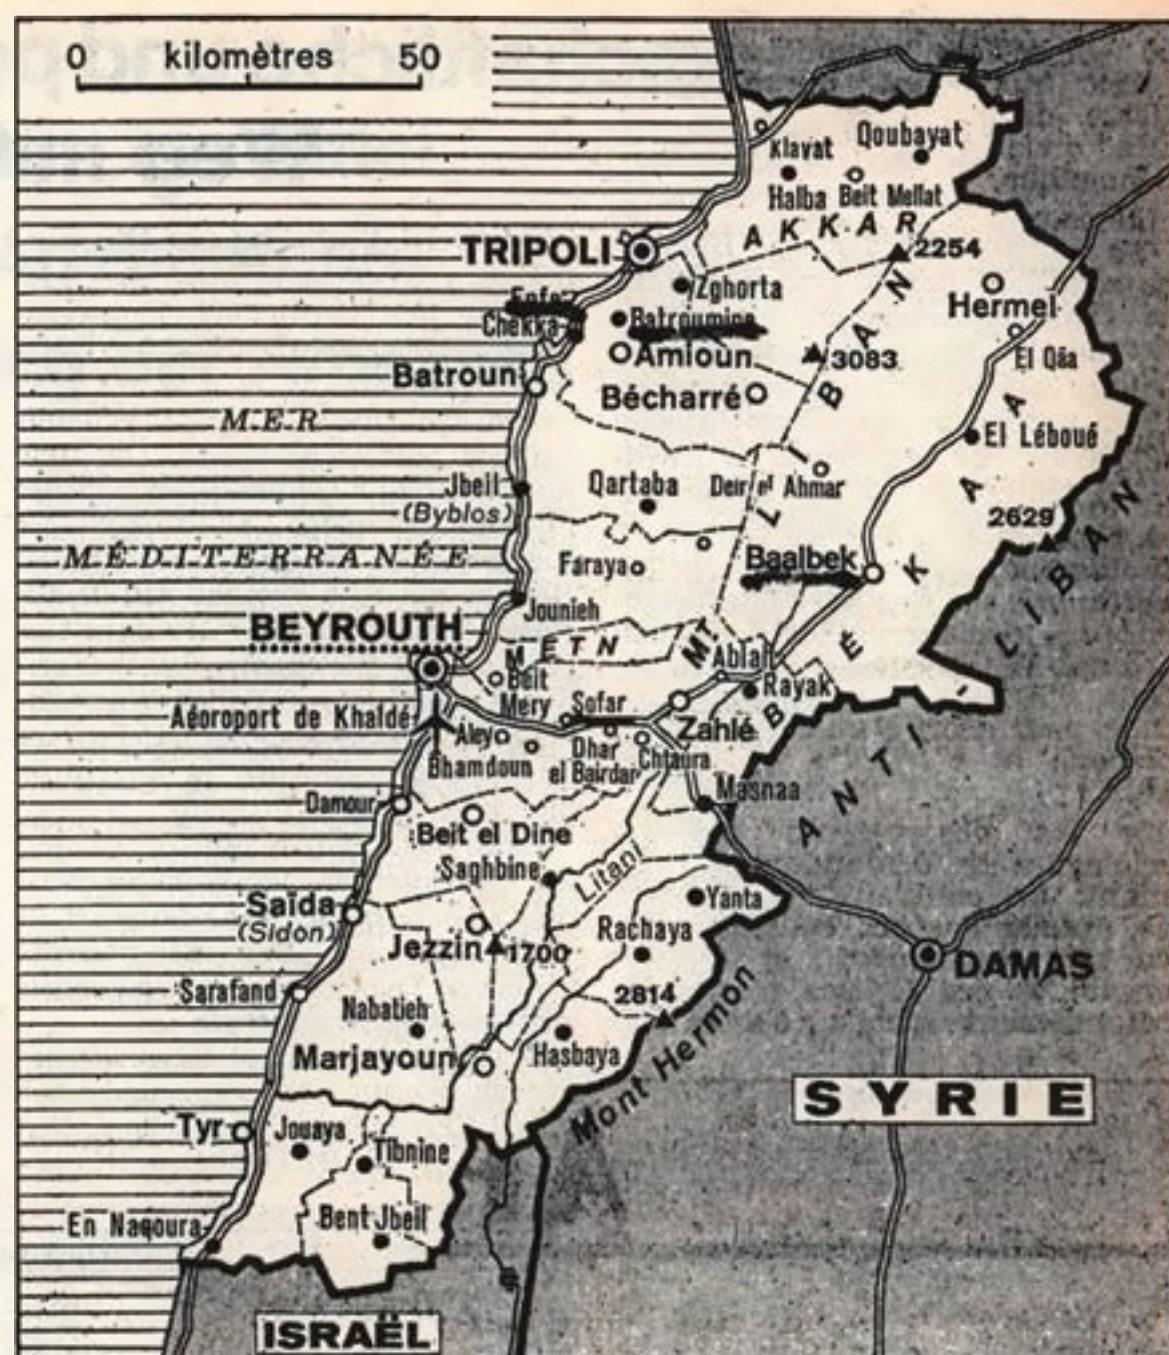 0 kilomètres 50
Qoubayat
Klavat
Halba Beit Mellat
AKKAR
TRIPOLI
2254
Zghorta
Enfe
Hermel
Chekka
Batroumine
Amioun
3083
El Qâa
Batroun
Bécharré
MER
El Léboué
Jbeil
(Byblos)
Qartaba
Deir el Ahmar
2629
MÉDITERRANÉE
Faraya
Baalbek
Jounieh
BEYROUTH
METN
MT LIBAN
Ablah
Beit
Mery
Rayak
BÉKAA
Sofar
Aéoroport de Khaldé
Zahlé
Aley
Dhar
el Baïrdar
Chtaura
Bhamdoun
ANTI LIBAN
Masnaa
Damour
Beit el Dine
Saghbine
Litani
Yanta
Saïda
(Sidon)
Rachaya
Jezzin
1700
DAMAS
Sarafand
2814
Nabatieh
Mont Hermon
Marjayoun
Hasbaya
SYRIE
Tyr
Jouaya
Tibnine
En Naqoura
Bent Jbeil
ISRAËL